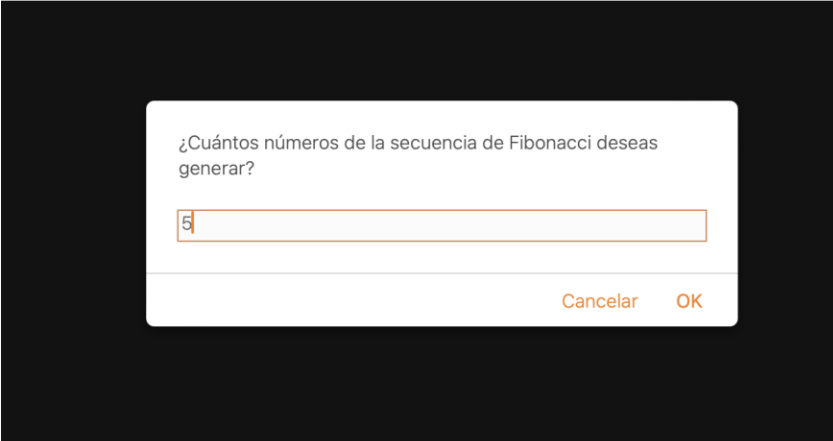 ¿Cuántos números de la secuencia de Fibonacci deseas
generar?
5
Cancelar OK